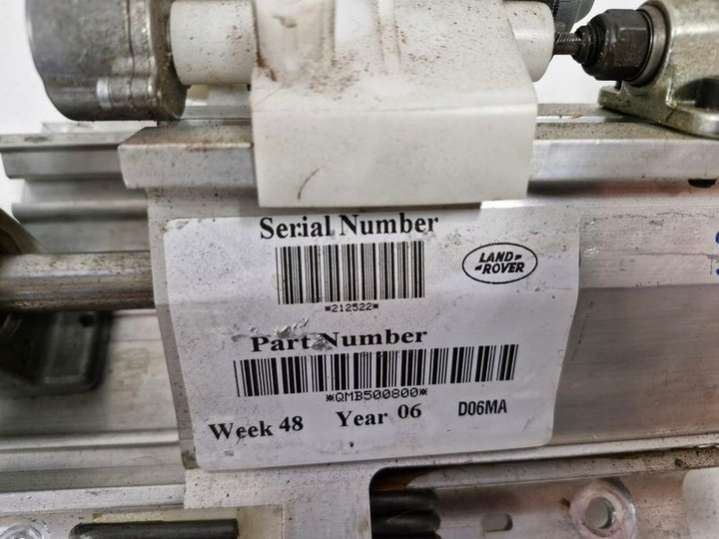 Serial Number
LAND
ROVER
*212522*
Part Number
*QMB500800*
Week 48 Year 06 D06MA